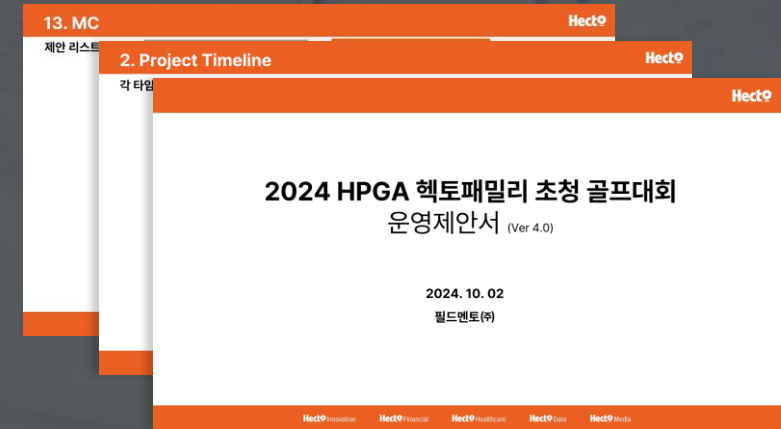 13. MC
Hecto
제안 리스트
2. Project Timeline
Hecto
각 타임
Hecto
2024 HPGA 헥토패밀리 초청 골프대회
운영제안서 (Ver 4.0)
2024. 10. 02
필드멘토㈜
Hecto Innovation Hecto Financial Hecto Healthcare Hecto Data Hecto Media